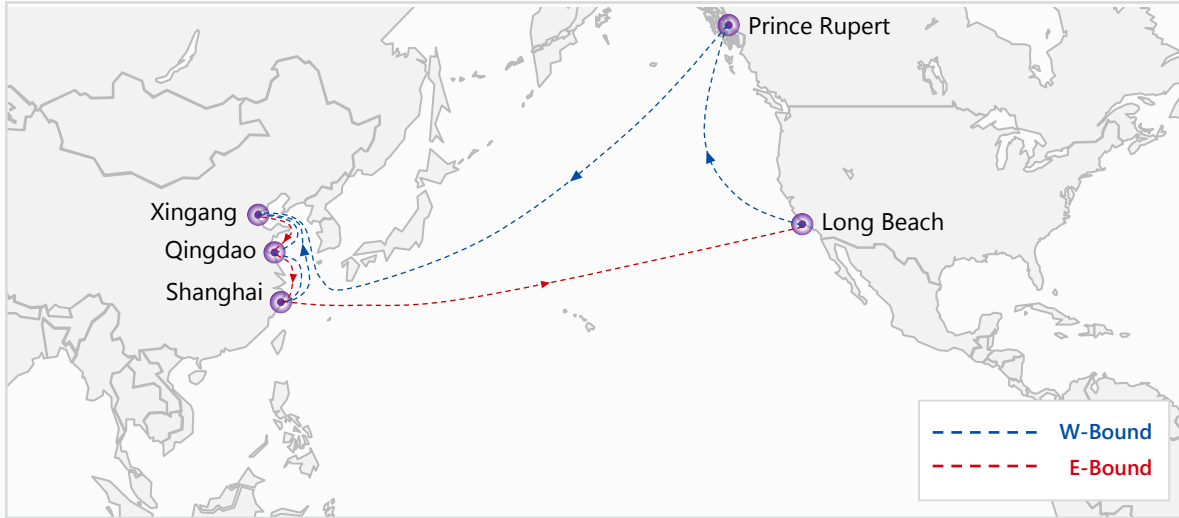 Prince Rupert
Xingang
Long Beach
Qingdao
Shanghai
W-Bound
E-Bound